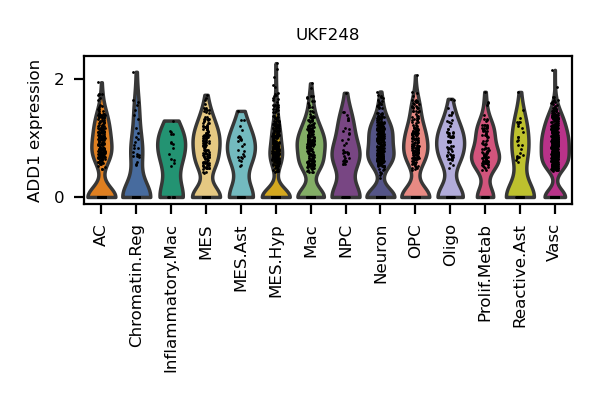 UKF248
ADD1 expression
2
0
AC
Chromatin.Reg
Inflammatory.Mac
MES
MES.Ast
MES.Hyp
Mac
NPC
Neuron
OPC
Oligo
Prolif.Metab
Reactive.Ast
Vasc